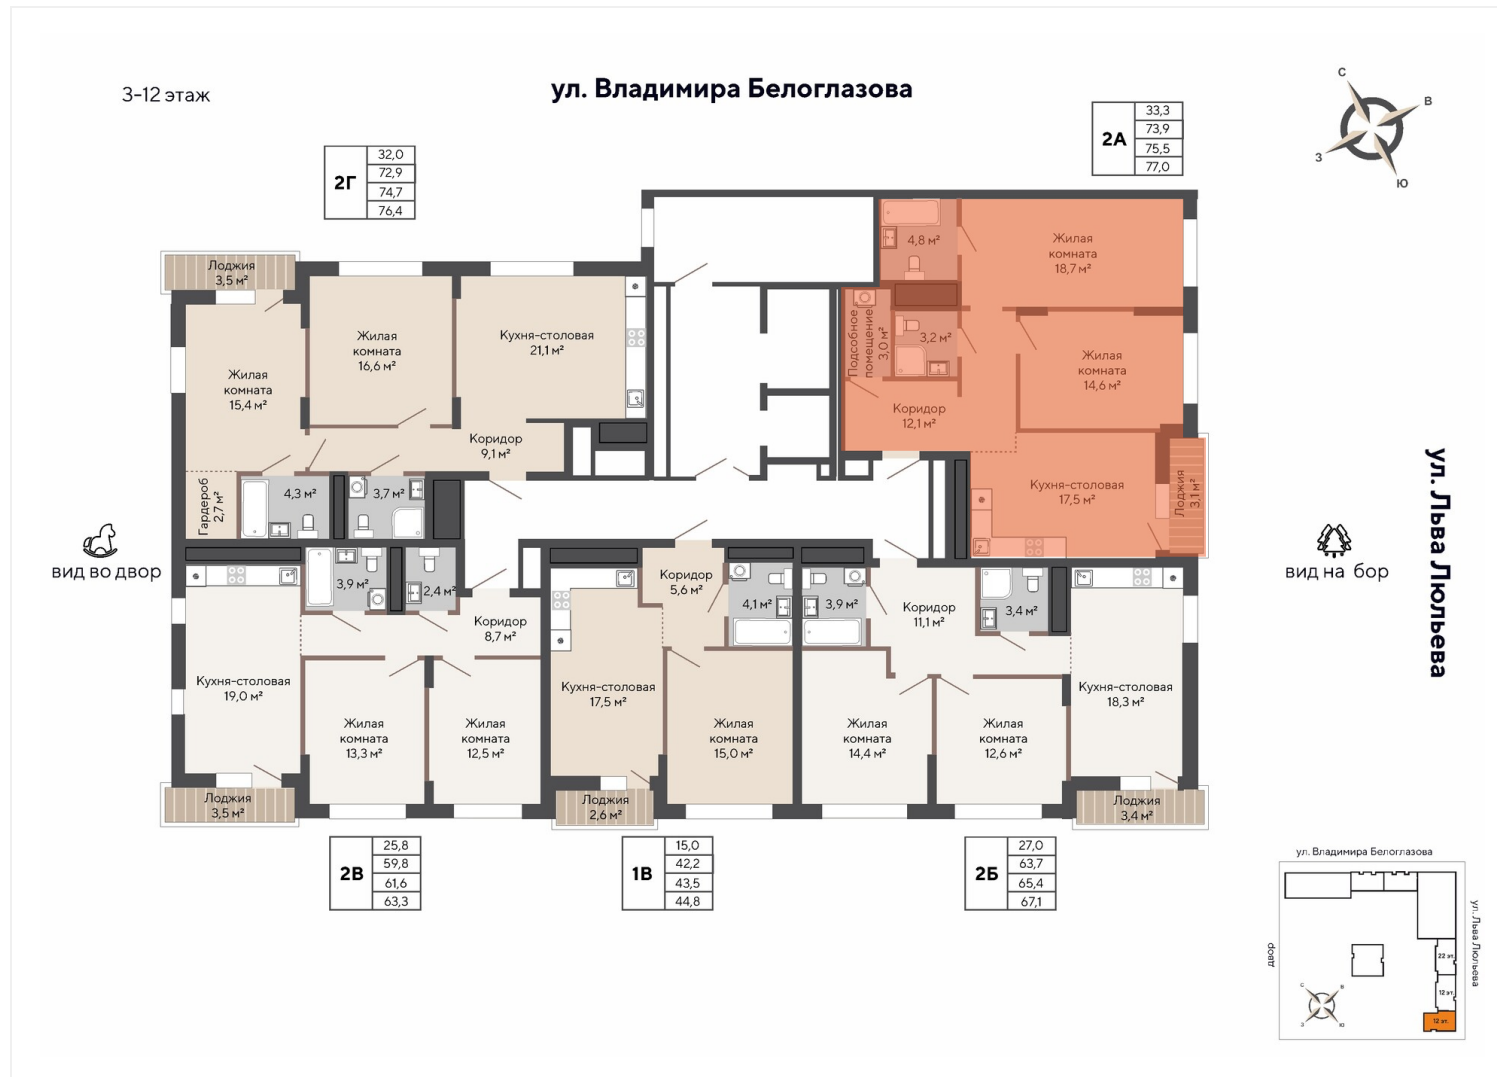 3-12 этаж
ул. Владимира Белоглазова
С
В
З
Ю
2Г
32,0
72,9
74,7
76,4
2А
33,3
73,9
75,5
77,0
Лоджия
3,5 м²
Жилая
комната
16,6 м²
Кухня-столовая
21,1 м²
Жилая
комната
15,4 м²
Коридор
9,1 м²
Гардероб
2,7 м²
4,3 м²
3,7 м²
4,8 м²
Жилая
комната
18,7 м²
Подсобное
помещение
3,0 м²
3,2 м²
Жилая
комната
14,6 м²
Коридор
12,1 м²
Кухня-столовая
17,5 м²
Лоджия
3,1 м²
ул. Льва Люльева
вид во двор
вид на бор
3,9 м²
2,4 м²
Коридор
8,7 м²
Кухня-столовая
19,0 м²
Жилая
комната
13,3 м²
Жилая
комната
12,5 м²
Лоджия
3,5 м²
Коридор
5,6 м²
4,1 м²
Кухня-столовая
17,5 м²
Жилая
комната
15,0 м²
Лоджия
2,6 м²
3,9 м²
Коридор
11,1 м²
3,4 м²
Жилая
комната
14,4 м²
Жилая
комната
12,6 м²
Кухня-столовая
18,3 м²
Лоджия
3,4 м²
2В
25,8
59,8
61,6
63,3
1В
15,0
42,2
43,5
44,8
2Б
27,0
63,7
65,4
67,1
ул. Владимира Белоглазова
ул. Льва Люльева
двор
22 эт.
12 эт.
12 эт.
С
В
З
Ю